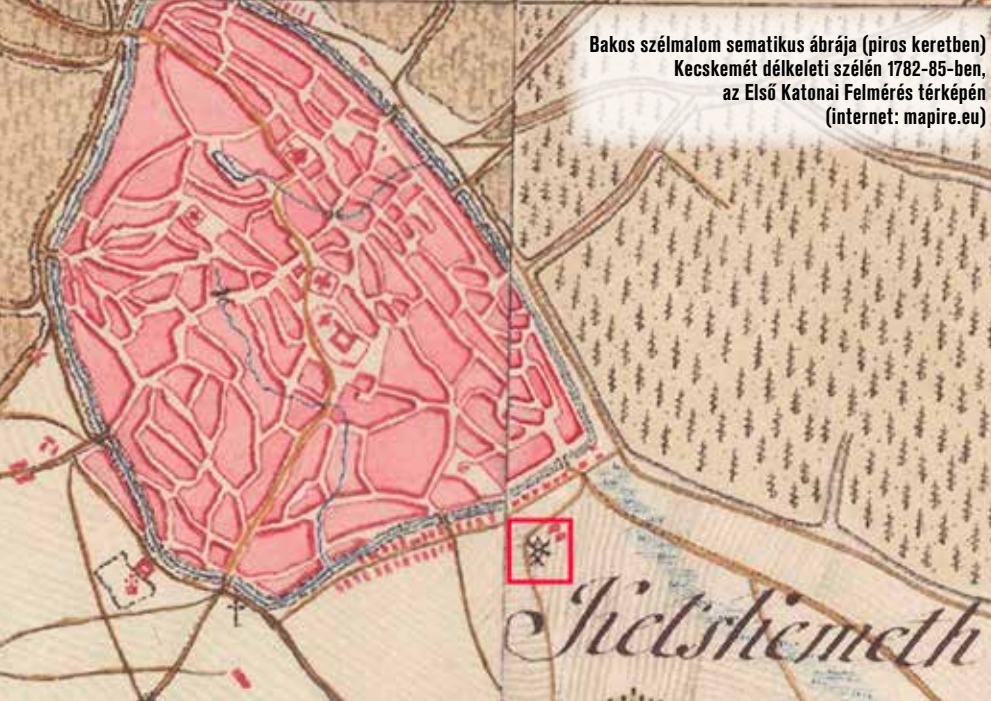 Bakos szélmalom sematikus ábrája (piros keretben)
Kecskemét délkeleti szélén 1782-85-ben,
az Első Katonai Felmérés térképén
(internet: mapire.eu)
Ketskemeth